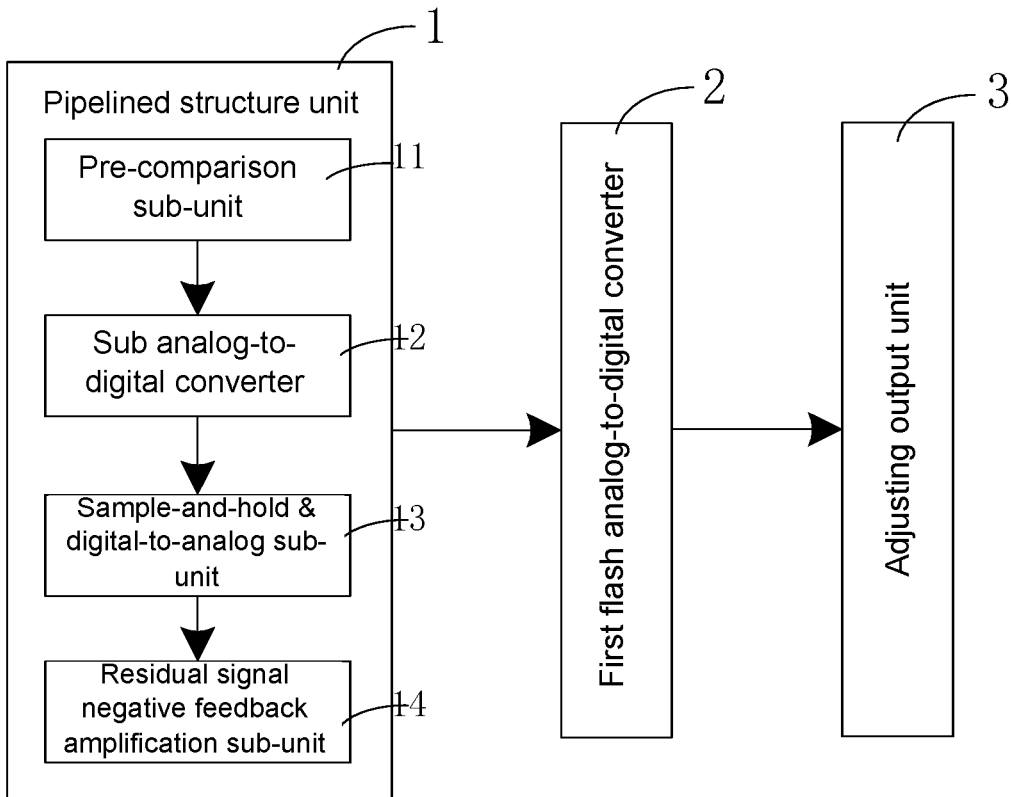 1
Pipelined structure unit
Pre-comparison
sub-unit
11
Sub analog-to-
digital converter
12
Sample-and-hold &
digital-to-analog sub-
unit
13
Residual signal
negative feedback
amplification sub-unit
14
2
First flash analog-to-digital converter
3
Adjusting output unit